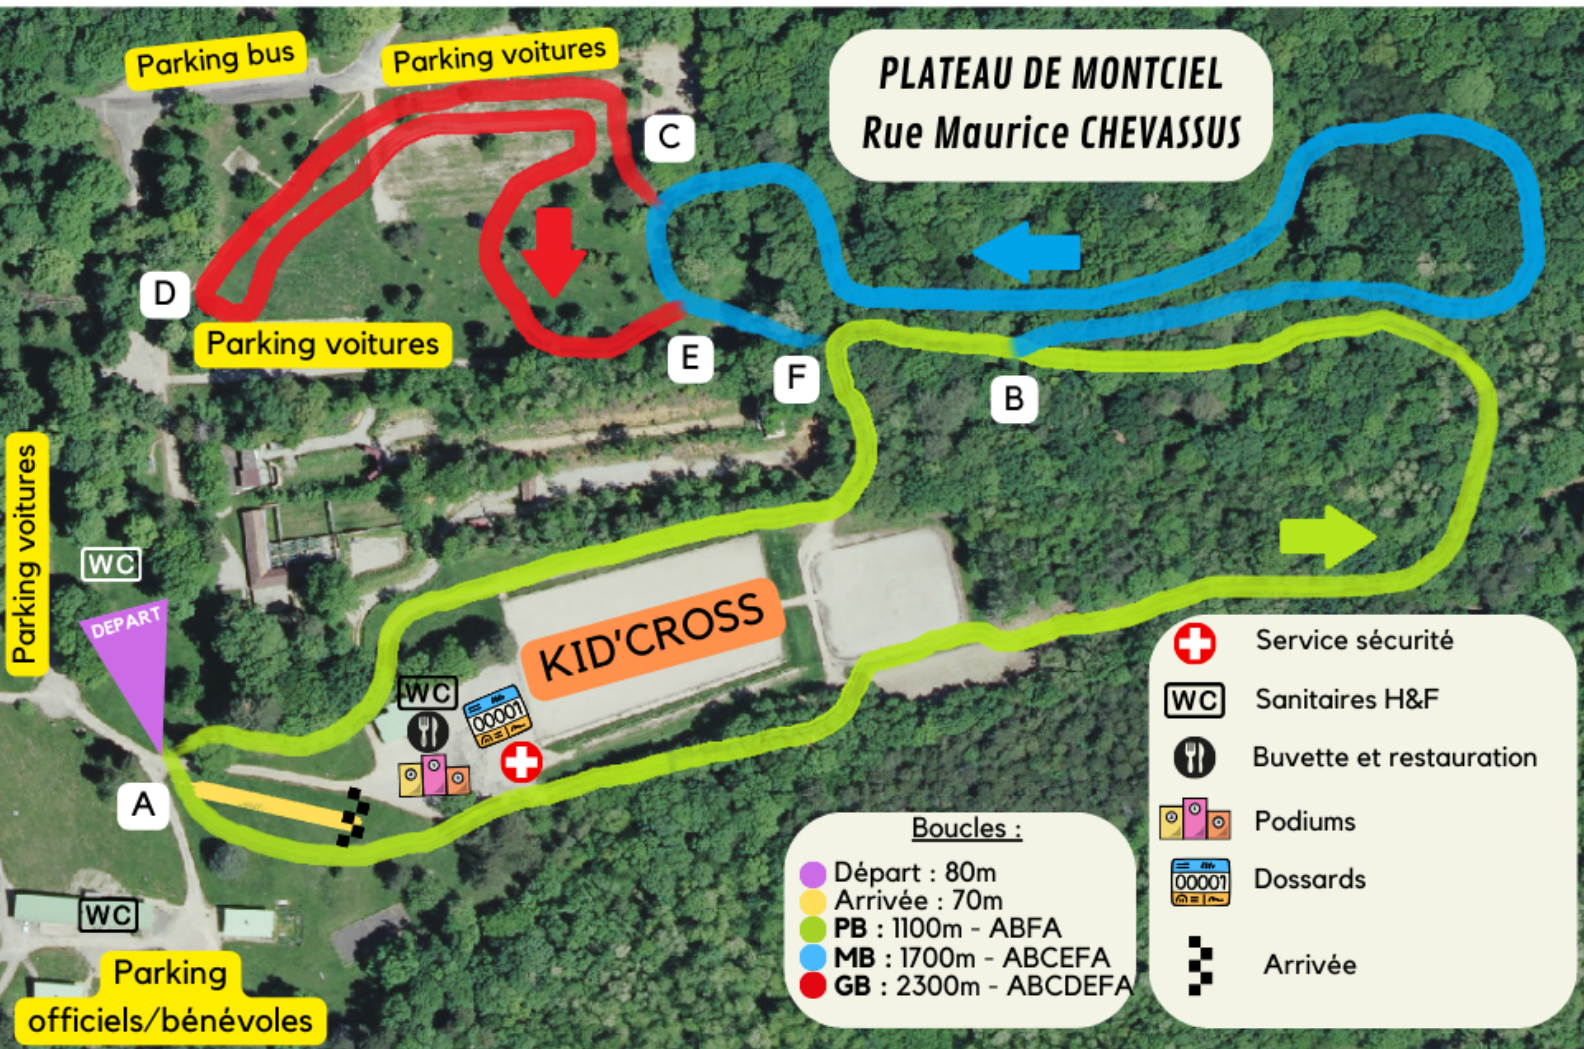 Parking bus
Parking voitures
PLATEAU DE MONTCIEL
Rue Maurice CHEVASSUS
C
D
Parking voitures
E
F
B
Parking voitures
WC
DEPART
KID'CROSS
WC
00001
A
WC
Parking
officiels/bénévoles
Boucles :
Départ : 80m
Arrivée : 70m
PB : 1100m - ABFA
MB : 1700m - ABCEFA
GB : 2300m - ABCDEFA
Service sécurité
WC Sanitaires H&F
Buvette et restauration
Podiums
00001 Dossards
Arrivée